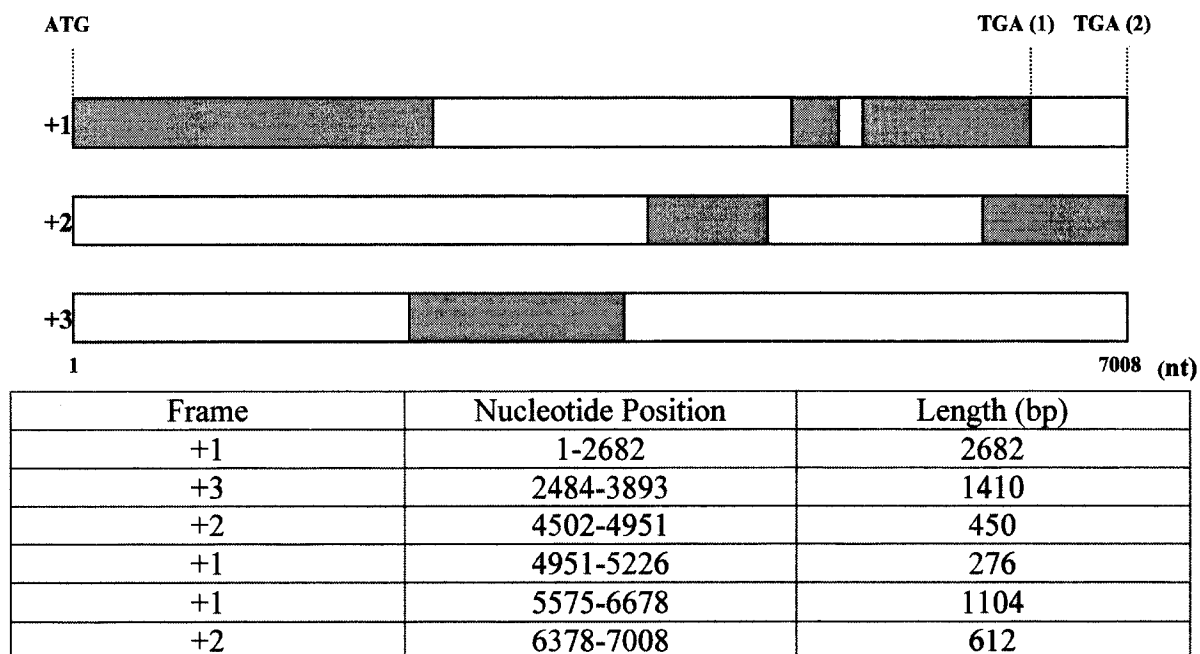 ATG TGA (1) TGA (2)
+1
+2
+3
1 7008 (nt)
Frame Nucleotide Position Length (bp)
+1 1-2682 2682
+3 2484-3893 1410
+2 4502-4951 450
+1 4951-5226 276
+1 5575-6678 1104
+2 6378-7008 612